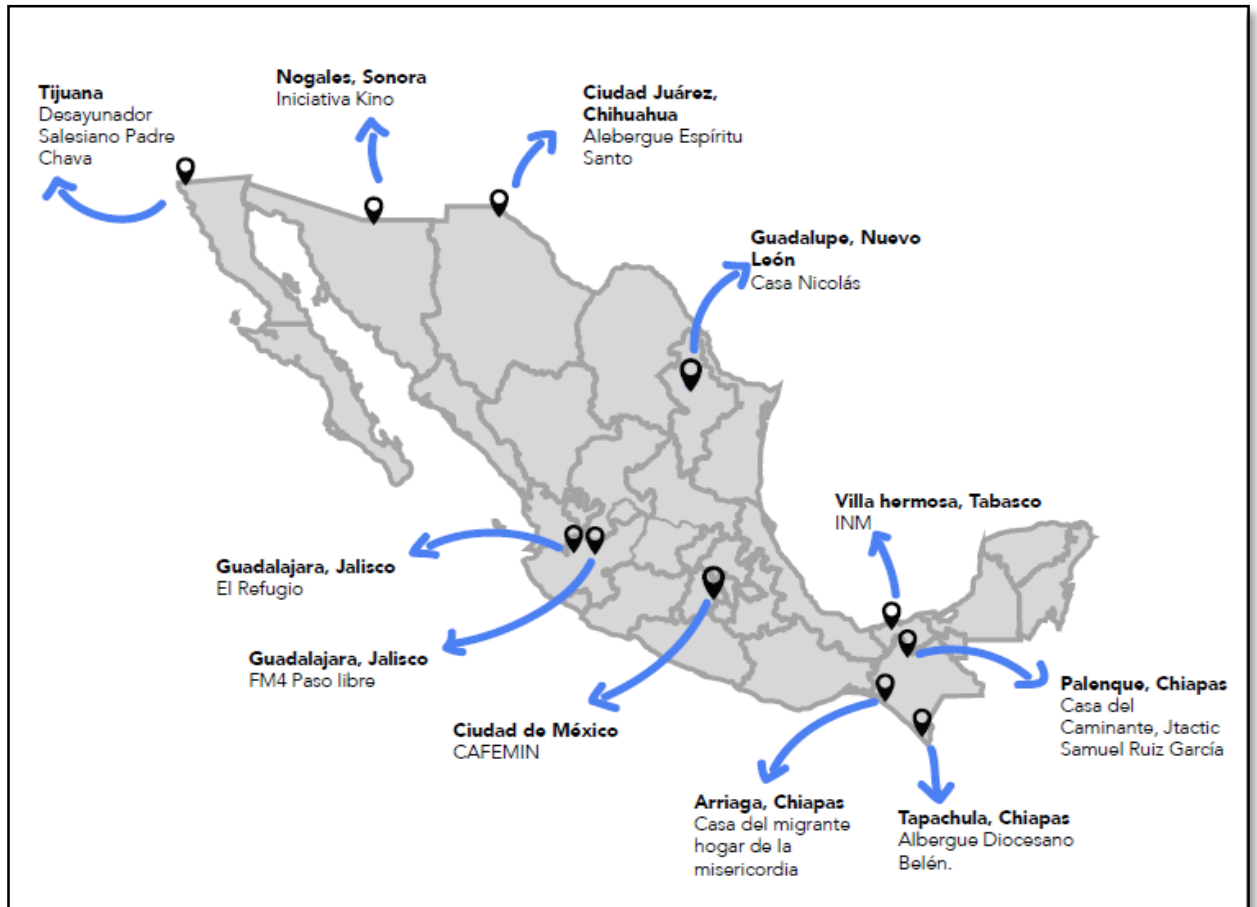 Tijuana
Desayunador
Salesiano Padre
Chava
Nogales, Sonora
Iniciativa Kino
Ciudad Juárez,
Chihuahua
Alebergue Espíritu
Santo
Guadalupe, Nuevo
León
Casa Nicolás
Villa hermosa, Tabasco
INM
Guadalajara, Jalisco
El Refugio
Guadalajara, Jalisco
FM4 Paso libre
Ciudad de México
CAFEMIN
Palenque, Chiapas
Casa del
Caminante, Jtactic
Samuel Ruiz García
Arriaga, Chiapas
Casa del migrante
hogar de la
misericordia
Tapachula, Chiapas
Albergue Diocesano
Belén.